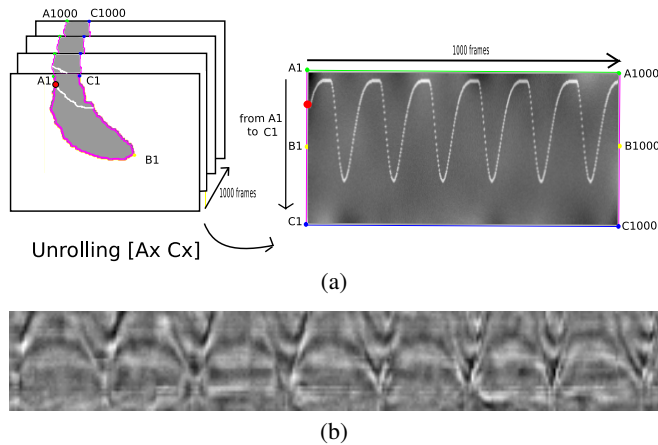 A1000 C1000
A1 C1
B1
1000 frames
Unrolling [Ax Cx]
1000 frames
A1 A1000
from A1
to
C1
B1 B1000
C1 C1000
(a)
(b)